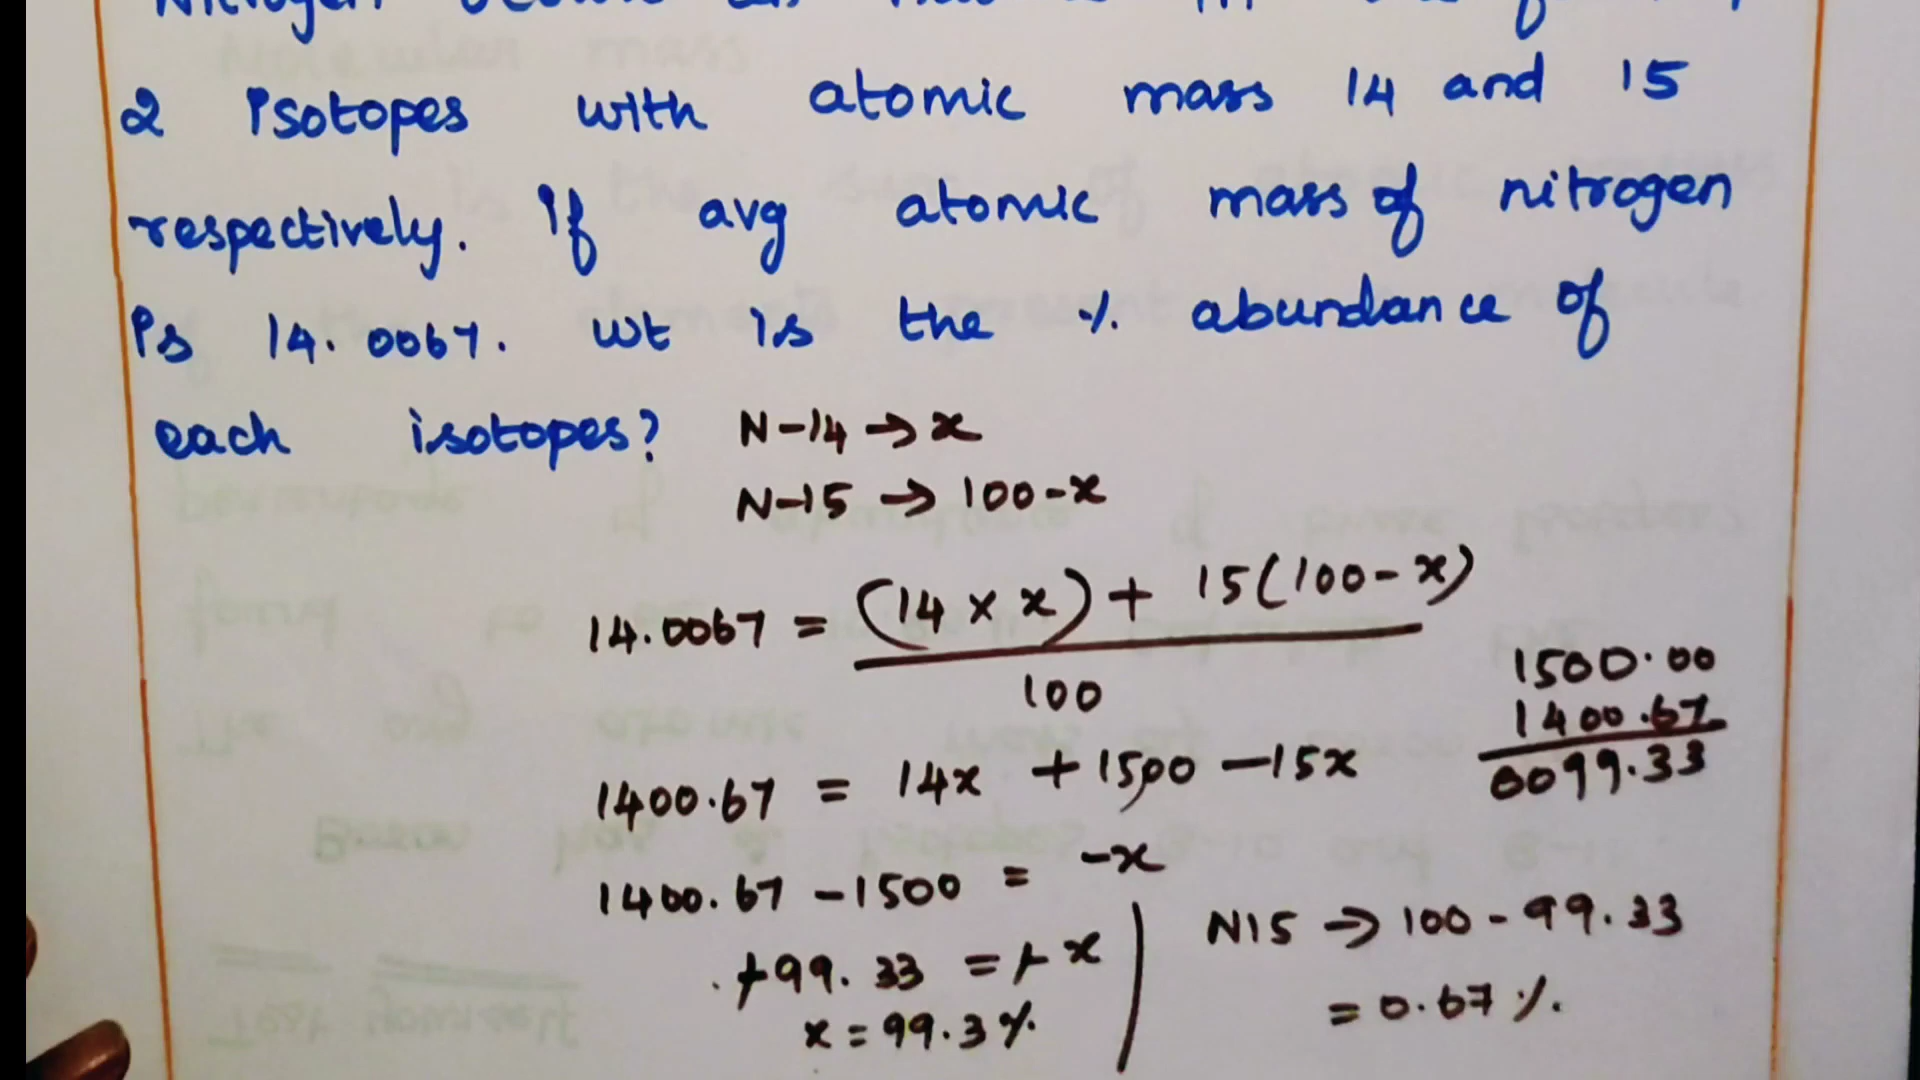 Nitrogen
2 isotopes with atomic mass 14 and 15
respectively. If avg atomic mass of nitrogen
is 14.0067. wt is the % abundance of
each isotopes?
N-14 → x
N-15 → 100-x
14.0067 = (14 × x) + 15(100-x)
100
1500.00
1400.67
0099.33
1400.67 = 14x + 1500 - 15x
1400.67 - 1500 = -x
+99.33 = + x
x = 99.3%
N15 → 100 - 99.33
= 0.67 %.